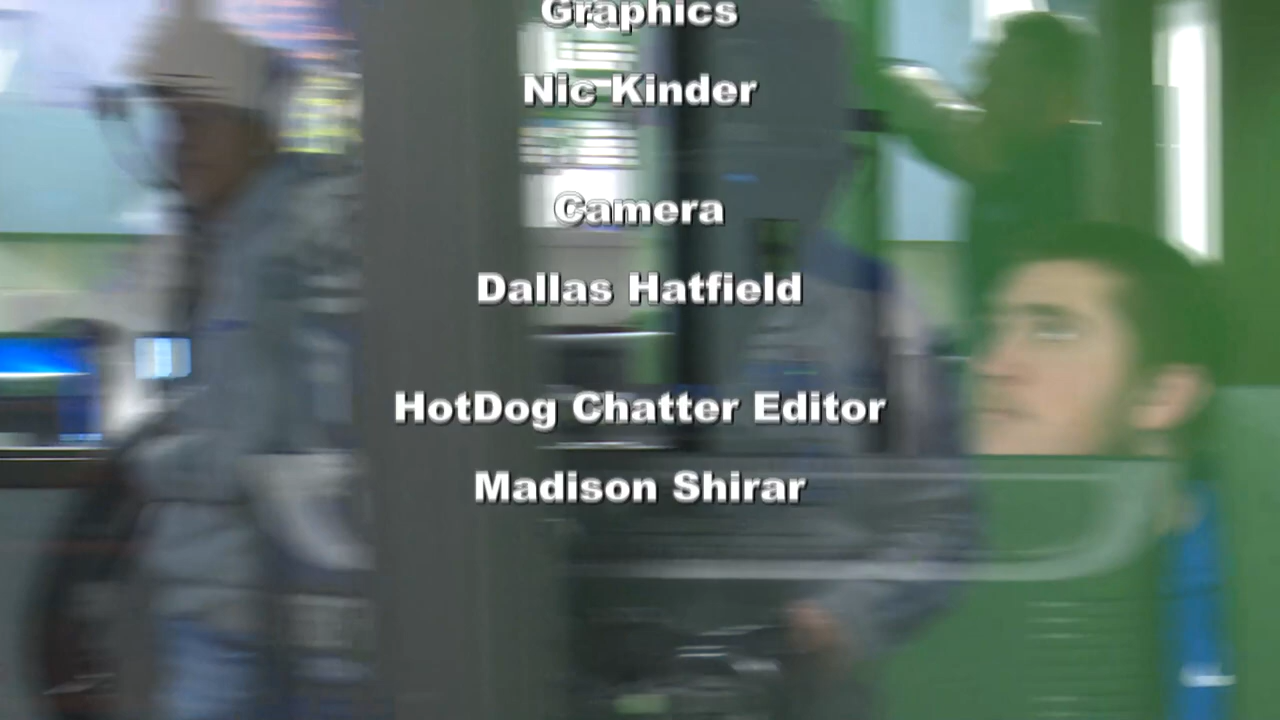 Graphics
Nic Kinder
Camera
Dallas Hatfield
HotDog Chatter Editor
Madison Shirar